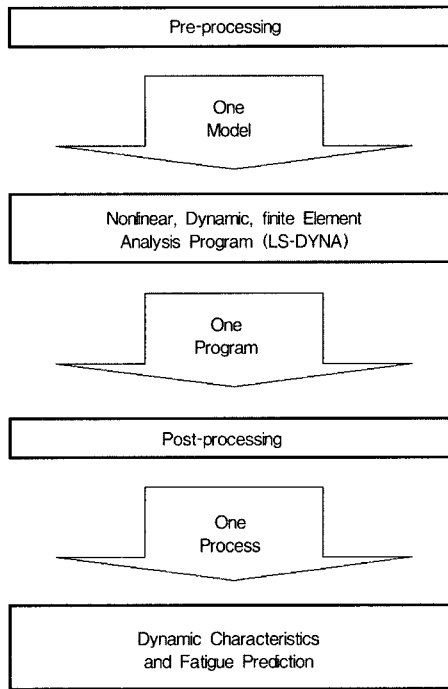 Pre-processing
One
Model
Nonlinear, Dynamic, finite Element
Analysis Program (LS-DYNA)
One
Program
Post-processing
One
Process
Dynamic Characteristics
and Fatigue Prediction